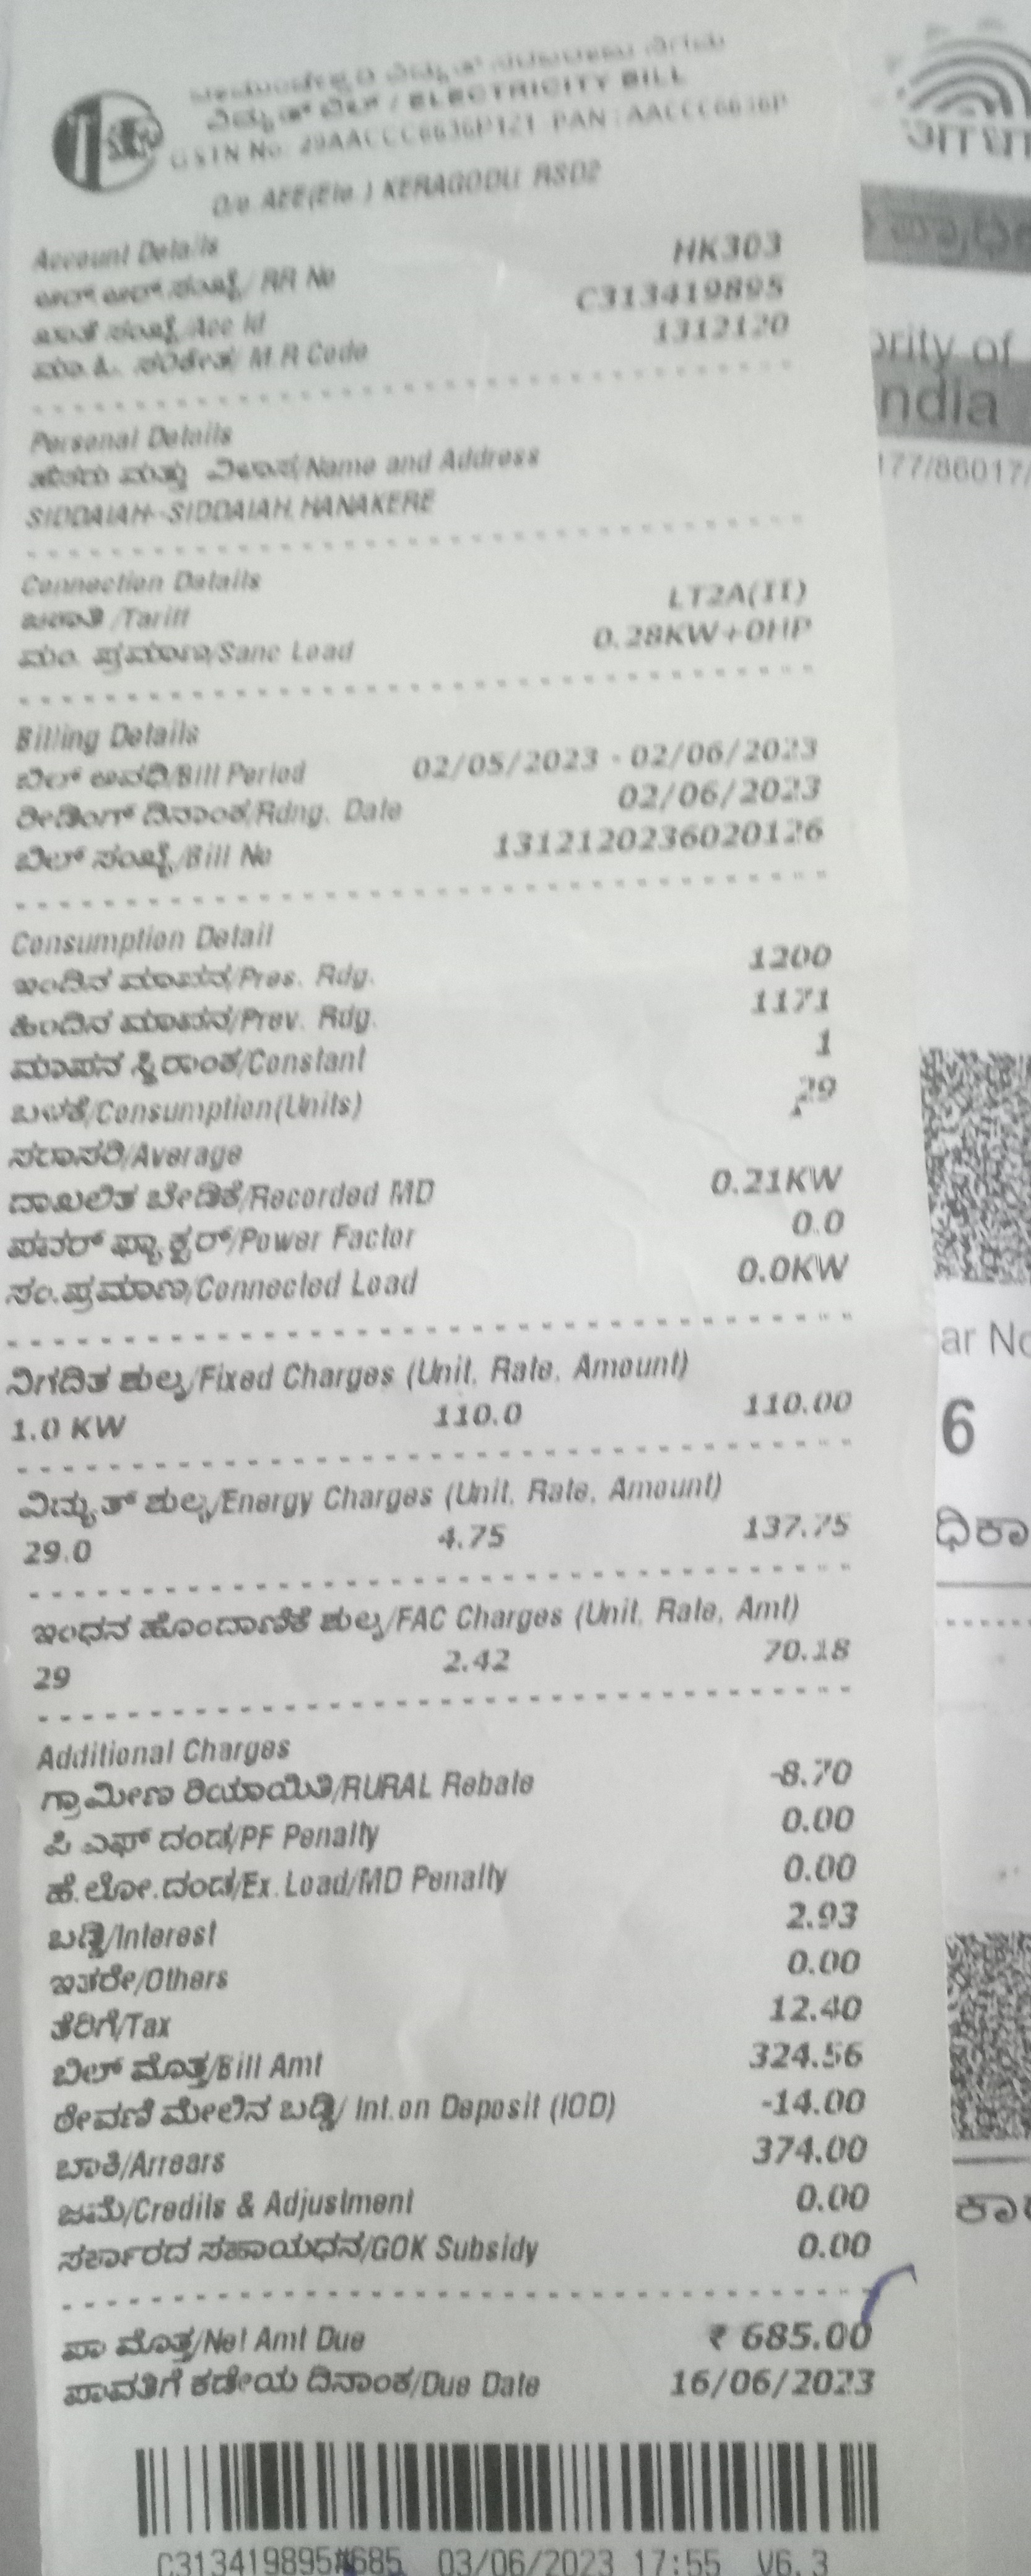 ವಿದ್ಯುತ್ ಬಿಲ್ / ELECTRICITY BILL
GSTN No. 29AACCC6636P1Z1 PAN : AACCC6636P
O/o AEE(Ele.) KERAGODU RSD2
Account Details
ಆರ್.ಆರ್.ಸಂಖ್ಯೆ/ RR No HK303
ಖಾತೆ ಸಂಖ್ಯೆ/Acc Id C313419895
ಮಾ.ಓ. ಸಂಕೇತ/ M.R Code 1312120
Personal Details
ಹೆಸರು ಮತ್ತು ವಿಳಾಸ/Name and Address
SIDDAIAH--SIDDAIAH HANAKERE
Connection Details
ಜಕಾತಿ /Tariff LT2A(II)
ಮಂ. ಪ್ರಮಾಣ/Sanc Load 0.28KW+0HP
Billing Details
ಬಿಲ್ ಅವಧಿ/Bill Period 02/05/2023 - 02/06/2023
ರೀಡಿಂಗ್ ದಿನಾಂಕ/Rdng. Date 02/06/2023
ಬಿಲ್ ಸಂಖ್ಯೆ/Bill No 1312120236020126
Consumption Detail
ಇಂದಿನ ಮಾಪನ/Pres. Rdg. 1200
ಹಿಂದಿನ ಮಾಪನ/Prev. Rdg. 1171
ಮಾಪನ ಸ್ಥಿರಾಂಕ/Constant 1
ಬಳಕೆ/Consumption(Units) 29
ಸರಾಸರಿ/Average
ದಾಖಲಿತ ಬೇಡಿಕೆ/Recorded MD 0.21KW
ಪವರ್ ಫ್ಯಾಕ್ಟರ್/Power Factor 0.0
ಸಂ.ಪ್ರಮಾಣ/Connected Load 0.0KW
ನಿಗದಿತ ಶುಲ್ಕ/Fixed Charges (Unit, Rate, Amount)
1.0 KW 110.0 110.00
ವಿದ್ಯುತ್ ಶುಲ್ಕ/Energy Charges (Unit, Rate, Amount)
29.0 4.75 137.75
ಇಂಧನ ಹೊಂದಾಣಿಕೆ ಶುಲ್ಕ/FAC Charges (Unit, Rate, Amt)
29 2.42 70.18
Additional Charges
ಗ್ರಾಮೀಣ ರಿಯಾಯಿತಿ/RURAL Rebate -8.70
ಪಿ ಎಫ್ ದಂಡ/PF Penalty 0.00
ಹೆ.ಲೋ.ದಂಡ/Ex. Load/MD Penalty 0.00
ಬಡ್ಡಿ/Interest 2.93
ಇತರೇ/Others 0.00
ತೆರಿಗೆ/Tax 12.40
ಬಿಲ್ ಮೊತ್ತ/Bill Amt 324.56
ಠೇವಣಿ ಮೇಲಿನ ಬಡ್ಡಿ/ Int.on Deposit (IOD) -14.00
ಬಾಕಿ/Arrears 374.00
ಜಮೆ/Credits & Adjustment 0.00
ಸರ್ಕಾರದ ಸಹಾಯಧನ/GOK Subsidy 0.00
ಪಾ ಮೊತ್ತ/Net Amt Due ₹ 685.00
ಪಾವತಿಗೆ ಕಡೇಯ ದಿನಾಂಕ/Due Date 16/06/2023
C313419895#685 03/06/2023 17:55 V6.3
ority of
ndia
177/86017/
ar No
6